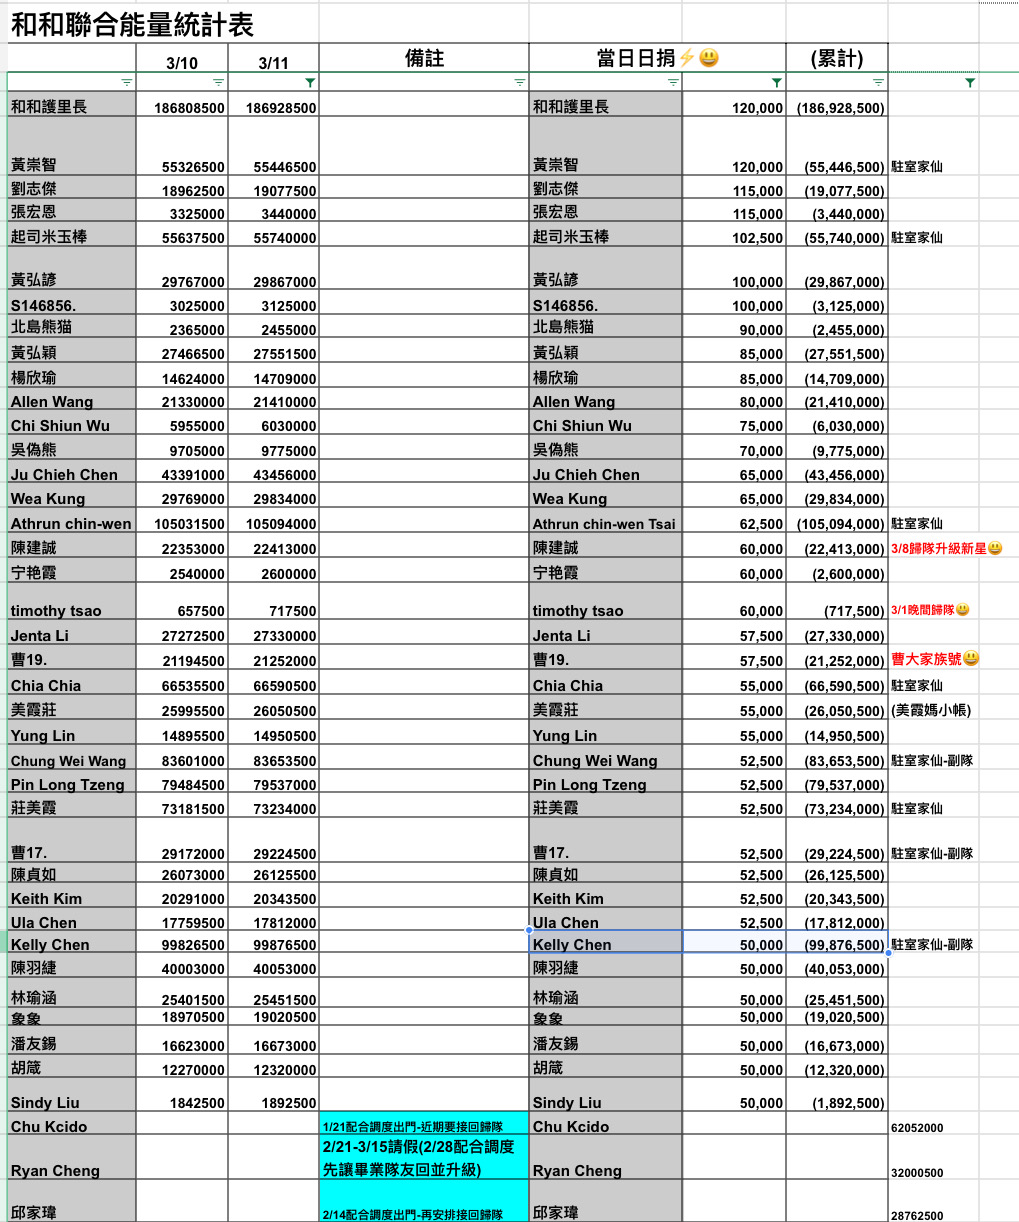 和和聯合能量統計表
3/10 3/11 備註 當日日捐⚡😃 (累計)
和和護里長 186808500 186928500 和和護里長 120,000 (186,928,500)
黃崇智 55326500 55446500 黃崇智 120,000 (55,446,500) 駐室家仙
劉志傑 18962500 19077500 劉志傑 115,000 (19,077,500)
張宏恩 3325000 3440000 張宏恩 115,000 (3,440,000)
起司米玉棒 55637500 55740000 起司米玉棒 102,500 (55,740,000) 駐室家仙
黃弘諺 29767000 29867000 黃弘諺 100,000 (29,867,000)
S146856. 3025000 3125000 S146856. 100,000 (3,125,000)
北島熊猫 2365000 2455000 北島熊猫 90,000 (2,455,000)
黃弘穎 27466500 27551500 黃弘穎 85,000 (27,551,500)
楊欣瑜 14624000 14709000 楊欣瑜 85,000 (14,709,000)
Allen Wang 21330000 21410000 Allen Wang 80,000 (21,410,000)
Chi Shiun Wu 5955000 6030000 Chi Shiun Wu 75,000 (6,030,000)
吳偽熊 9705000 9775000 吳偽熊 70,000 (9,775,000)
Ju Chieh Chen 43391000 43456000 Ju Chieh Chen 65,000 (43,456,000)
Wea Kung 29769000 29834000 Wea Kung 65,000 (29,834,000)
Athrun chin-wen 105031500 105094000 Athrun chin-wen Tsai 62,500 (105,094,000) 駐室家仙
陳建誠 22353000 22413000 陳建誠 60,000 (22,413,000) 3/8歸隊升級新星😃
宁艳霞 2540000 2600000 宁艳霞 60,000 (2,600,000)
timothy tsao 657500 717500 timothy tsao 60,000 (717,500) 3/1晚間歸隊😃
Jenta Li 27272500 27330000 Jenta Li 57,500 (27,330,000)
曹19. 21194500 21252000 曹19. 57,500 (21,252,000) 曹大家族號😃
Chia Chia 66535500 66590500 Chia Chia 55,000 (66,590,500) 駐室家仙
美霞莊 25995500 26050500 美霞莊 55,000 (26,050,500) (美霞媽小帳)
Yung Lin 14895500 14950500 Yung Lin 55,000 (14,950,500)
Chung Wei Wang 83601000 83653500 Chung Wei Wang 52,500 (83,653,500) 駐室家仙-副隊
Pin Long Tzeng 79484500 79537000 Pin Long Tzeng 52,500 (79,537,000)
莊美霞 73181500 73234000 莊美霞 52,500 (73,234,000) 駐室家仙
曹17. 29172000 29224500 曹17. 52,500 (29,224,500) 駐室家仙-副隊
陳貞如 26073000 26125500 陳貞如 52,500 (26,125,500)
Keith Kim 20291000 20343500 Keith Kim 52,500 (20,343,500)
Ula Chen 17759500 17812000 Ula Chen 52,500 (17,812,000)
Kelly Chen 99826500 99876500 Kelly Chen 50,000 (99,876,500) 駐室家仙-副隊
陳羽緁 40003000 40053000 陳羽緁 50,000 (40,053,000)
林瑜涵 25401500 25451500 林瑜涵 50,000 (25,451,500)
象象 18970500 19020500 象象 50,000 (19,020,500)
潘友錫 16623000 16673000 潘友錫 50,000 (16,673,000)
胡箴 12270000 12320000 胡箴 50,000 (12,320,000)
Sindy Liu 1842500 1892500 Sindy Liu 50,000 (1,892,500)
Chu Kcido 1/21配合調度出門-近期要接回歸隊 Chu Kcido 62052000
2/21-3/15請假(2/28配合調度
先讓畢業隊友回並升級)
Ryan Cheng Ryan Cheng 32000500
邱家瑋 2/14配合調度出門-再安排接回歸隊 邱家瑋 28762500